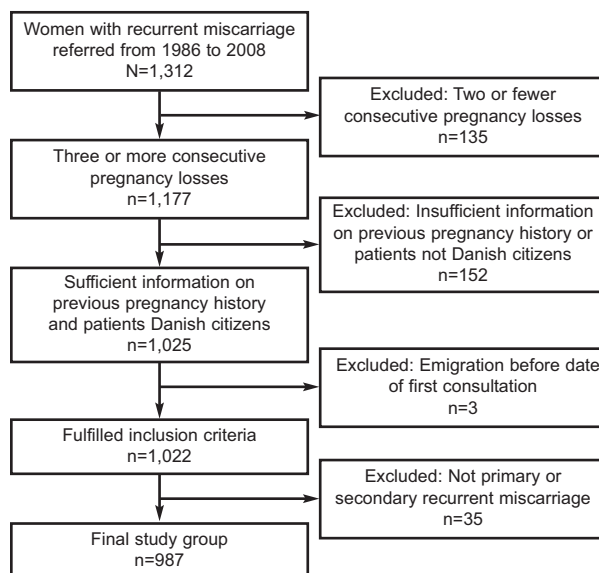 Women with recurrent miscarriage
referred from 1986 to 2008
N=1,312
Excluded: Two or fewer
consecutive pregnancy losses
n=135
Three or more consecutive
pregnancy losses
n=1,177
Excluded: Insufficient information
on previous pregnancy history or
patients not Danish citizens
n=152
Sufficient information on
previous pregnancy history
and patients Danish citizens
n=1,025
Excluded: Emigration before date
of first consultation
n=3
Fulfilled inclusion criteria
n=1,022
Excluded: Not primary or
secondary recurrent miscarriage
n=35
Final study group
n=987